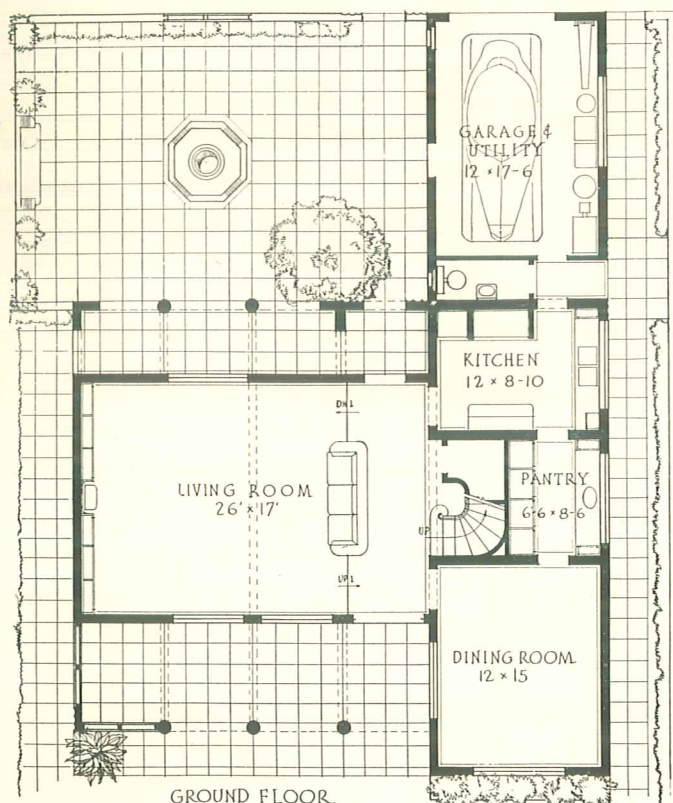 GARAGE &
UTILITY
12 × 17-6
KITCHEN
12 × 8-10
DN 1
LIVING ROOM
26' × 17'
PANTRY
6-6 × 8-6
UP
UP 1
DINING ROOM
12 × 15
GROUND FLOOR